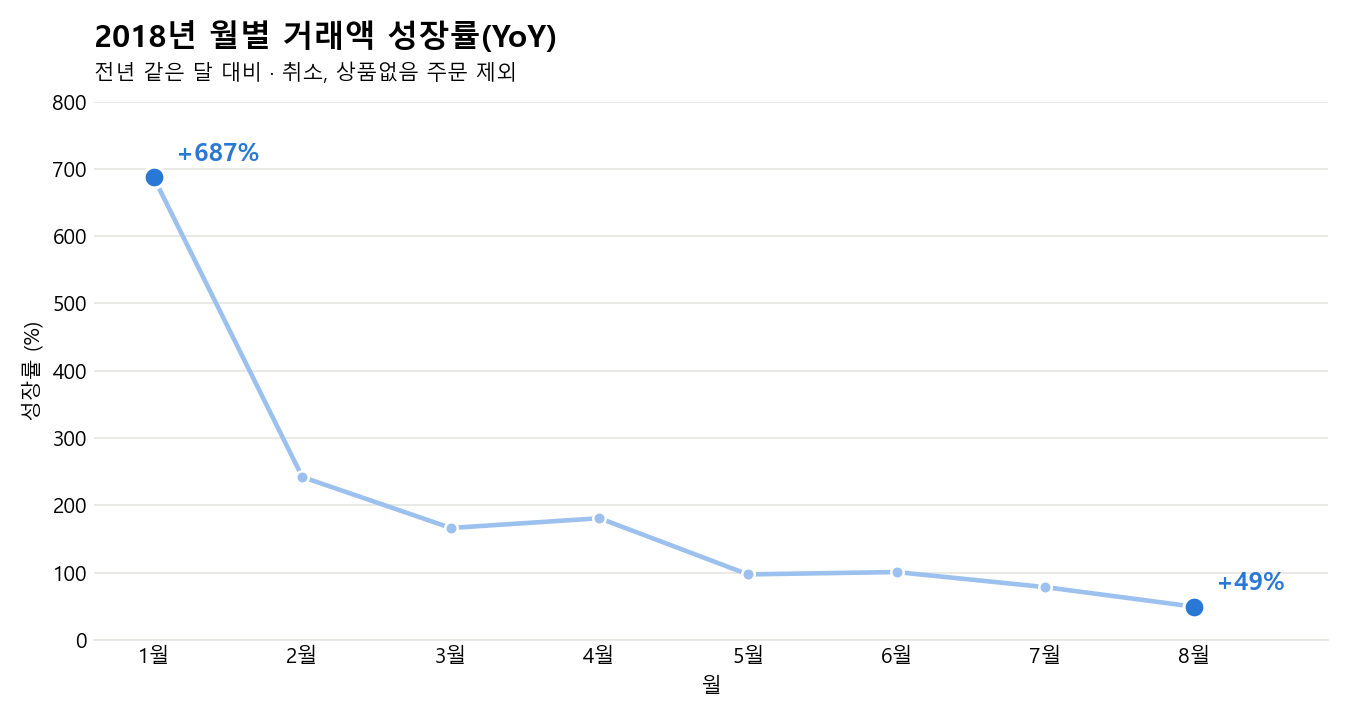 2018년 월별 거래액 성장률(YoY)
전년 같은 달 대비 · 취소, 상품없음 주문 제외
성장률 (%)
800
700
600
500
400
300
200
100
0
+687%
+49%
1월 2월 3월 4월 5월 6월 7월 8월
월